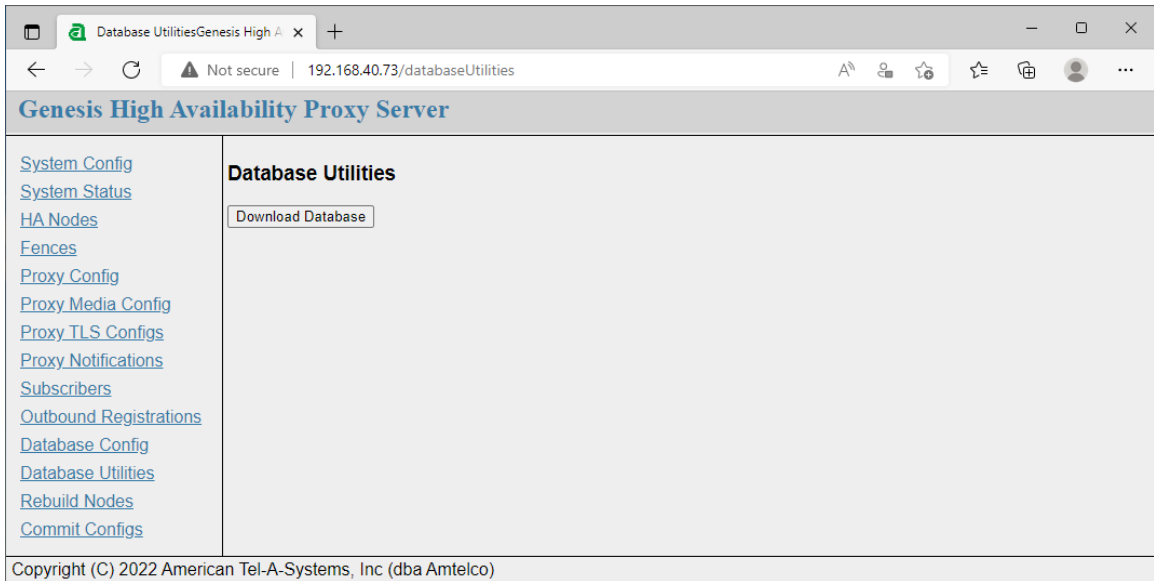 Database UtilitiesGenesis High A
Not secure | 192.168.40.73/databaseUtilities
Genesis High Availability Proxy Server
System Config
System Status
HA Nodes
Fences
Proxy Config
Proxy Media Config
Proxy TLS Configs
Proxy Notifications
Subscribers
Outbound Registrations
Database Config
Database Utilities
Rebuild Nodes
Commit Configs
Database Utilities
Download Database
Copyright (C) 2022 American Tel-A-Systems, Inc (dba Amtelco)